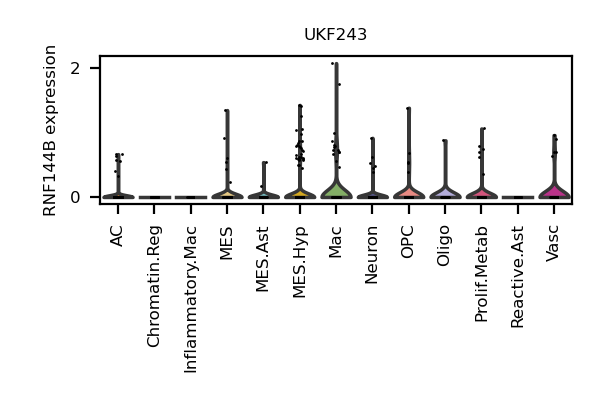 UKF243
RNF144B expression
2
0
AC
Chromatin.Reg
Inflammatory.Mac
MES
MES.Ast
MES.Hyp
Mac
Neuron
OPC
Oligo
Prolif.Metab
Reactive.Ast
Vasc